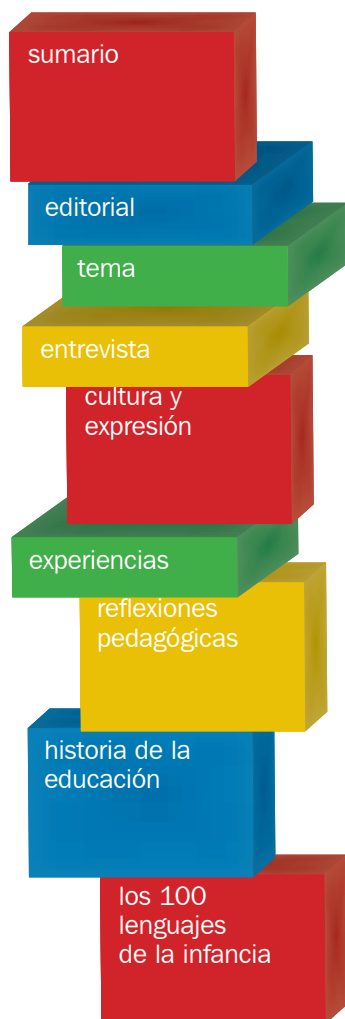 sumario
editorial
tema
entrevista
cultura y
expresión
experiencias
reflexiones
pedagógicas
historia de la
educación
los 100
lenguajes
de la infancia